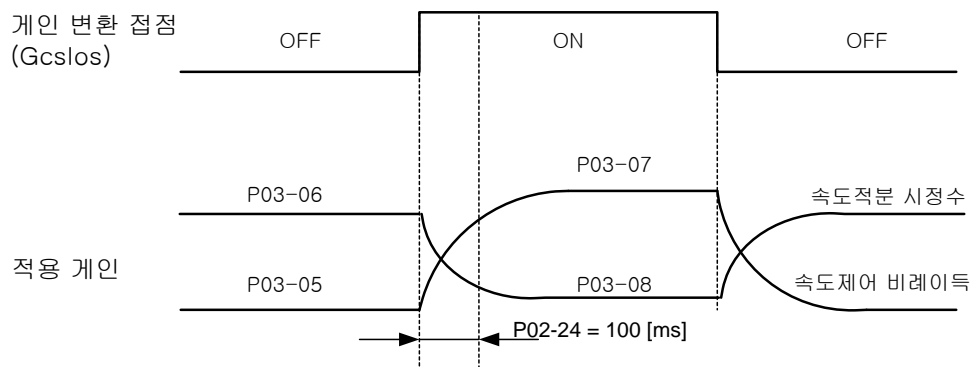 게인 변환 접점
(Gcslos)
OFF
ON
OFF
P03-07
P03-06
속도적분 시정수
적용 게인
P03-05
P03-08
속도제어 비례이득
P02-24 = 100 [ms]